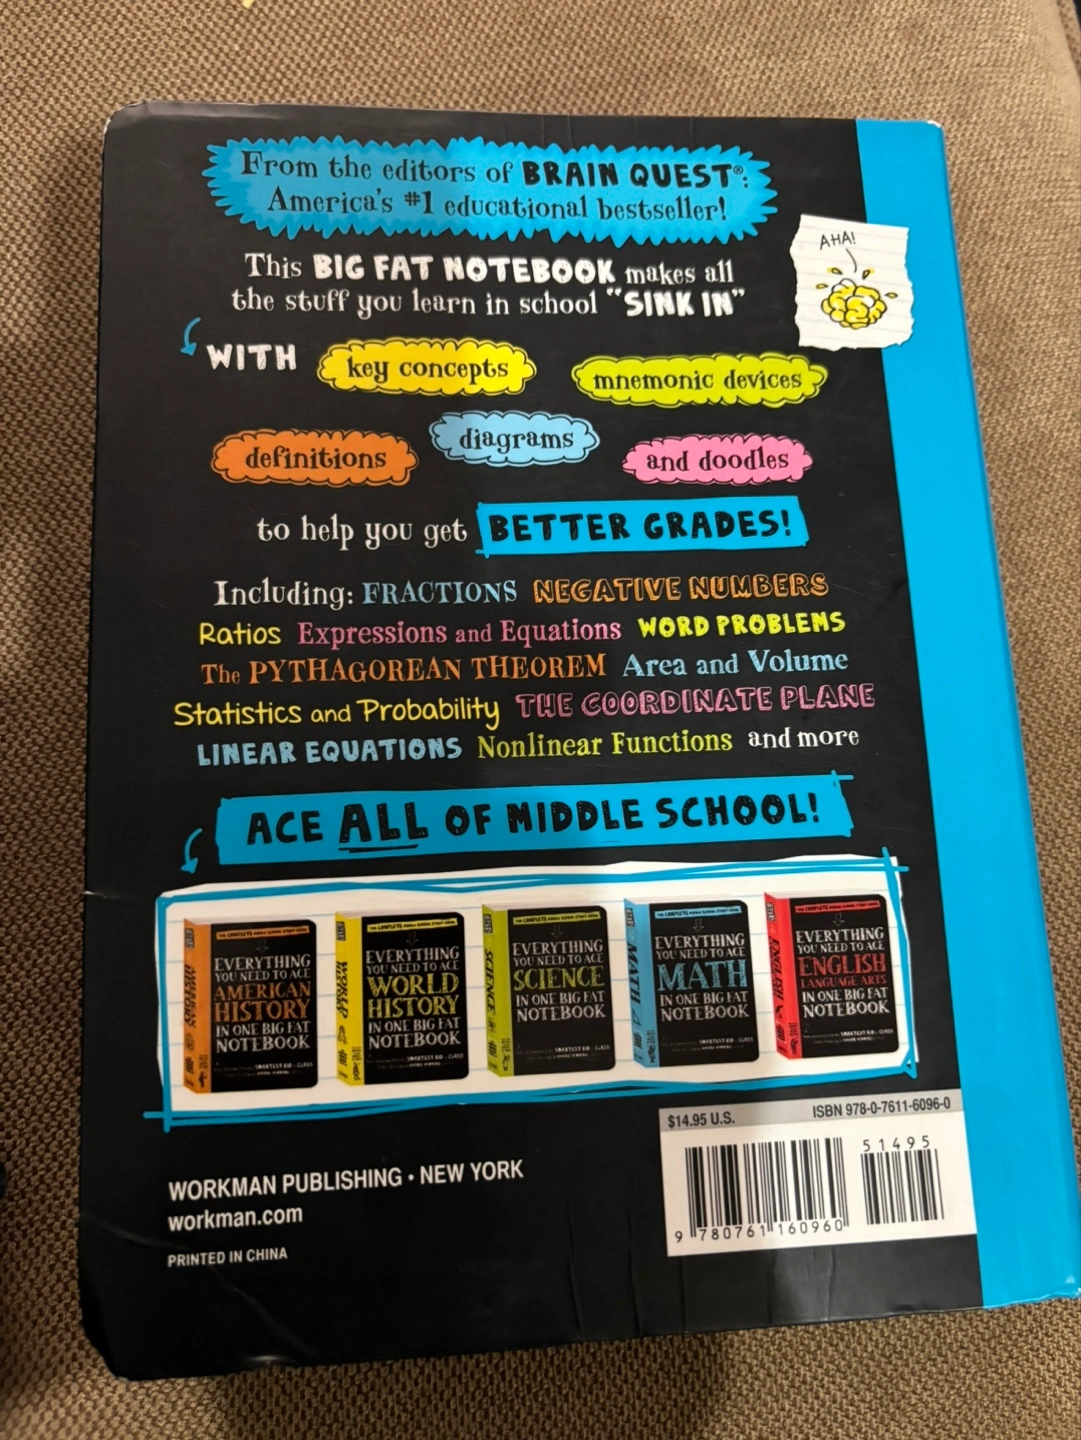 From the editors of BRAIN QUEST®:
America's #1 educational bestseller!
AHA!
This BIG FAT NOTEBOOK makes all
the stuff you learn in school "SINK IN"
WITH key concepts mnemonic devices
definitions diagrams and doodles
to help you get BETTER GRADES!
Including: FRACTIONS NEGATIVE NUMBERS
Ratios Expressions and Equations WORD PROBLEMS
The PYTHAGOREAN THEOREM Area and Volume
Statistics and Probability THE COORDINATE PLANE
LINEAR EQUATIONS Nonlinear Functions and more
ACE ALL OF MIDDLE SCHOOL!
EVERYTHING
YOU NEED TO ACE
AMERICAN
HISTORY
IN ONE BIG FAT
NOTEBOOK
WORLD HISTORY
EVERYTHING
YOU NEED TO ACE
WORLD
HISTORY
IN ONE BIG FAT
NOTEBOOK
SCIENCE
EVERYTHING
YOU NEED TO ACE
SCIENCE
IN ONE BIG FAT
NOTEBOOK
MATH
EVERYTHING
YOU NEED TO ACE
MATH
IN ONE BIG FAT
NOTEBOOK
ENGLISH
EVERYTHING
YOU NEED TO ACE
ENGLISH
LANGUAGE ARTS
IN ONE BIG FAT
NOTEBOOK
WORKMAN PUBLISHING • NEW YORK
workman.com
PRINTED IN CHINA
$14.95 U.S. ISBN 978-0-7611-6096-0
51495
9 780761 160960